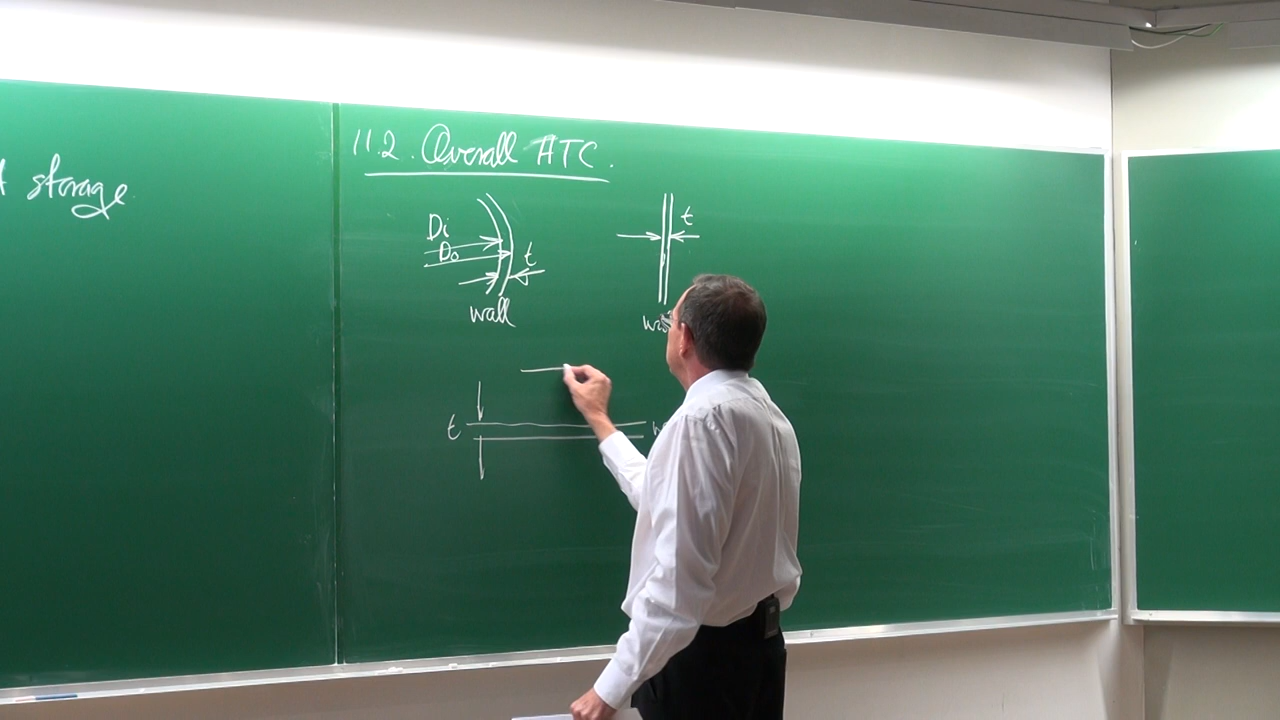 storage
11.2. Overall HTC.
Di
Do
t
t
wall
t